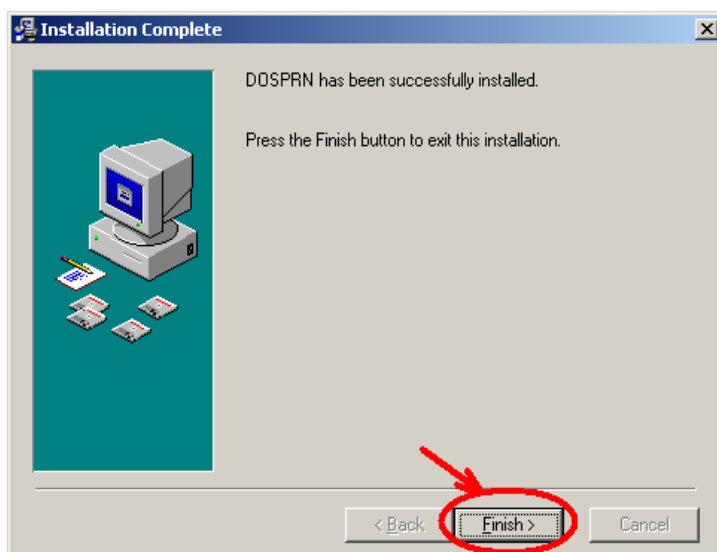 Installation Complete
DOSPRN has been successfully installed.
Press the Finish button to exit this installation.
< Back
Finish >
Cancel